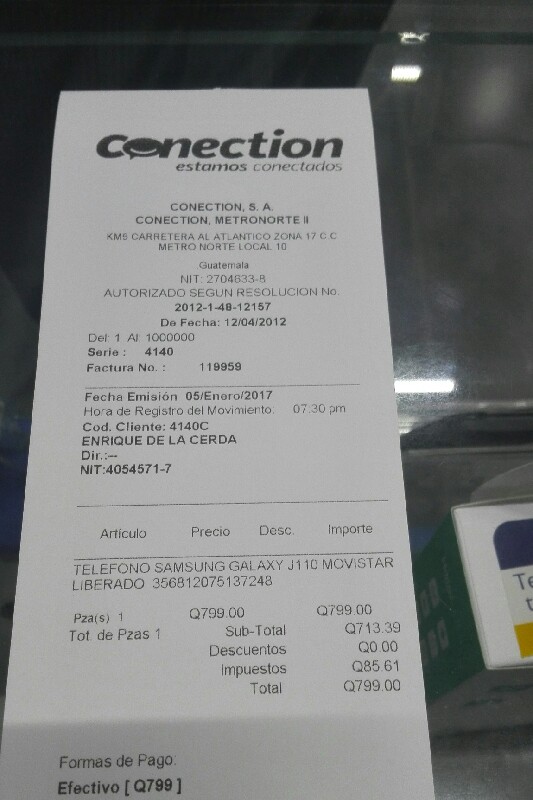 Conection
estamos conectados
CONECTION, S. A.
CONECTION, METRONORTE II
KM5 CARRETERA AL ATLANTICO ZONA 17 C.C
METRO NORTE LOCAL 10
Guatemala
NIT: 2704633-8
AUTORIZADO SEGUN RESOLUCION No.
2012-1-48-12157
De Fecha: 12/04/2012
Del: 1 Al: 1000000
Serie : 4140
Factura No. : 119959
Fecha Emisión 05/Enero/2017
Hora de Registro del Movimiento: 07:30 pm
Cod. Cliente: 4140C
ENRIQUE DE LA CERDA
Dir.:--
NIT:4054571-7
Artículo Precio Desc. Importe
TELEFONO SAMSUNG GALAXY J110 MOVISTAR
LIBERADO 356812075137248
Pza(s) 1 Q799.00 Q799.00
Tot. de Pzas 1 Sub-Total Q713.39
Descuentos Q0.00
Impuestos Q85.61
Total Q799.00
Formas de Pago:
Efectivo [ Q799 ]